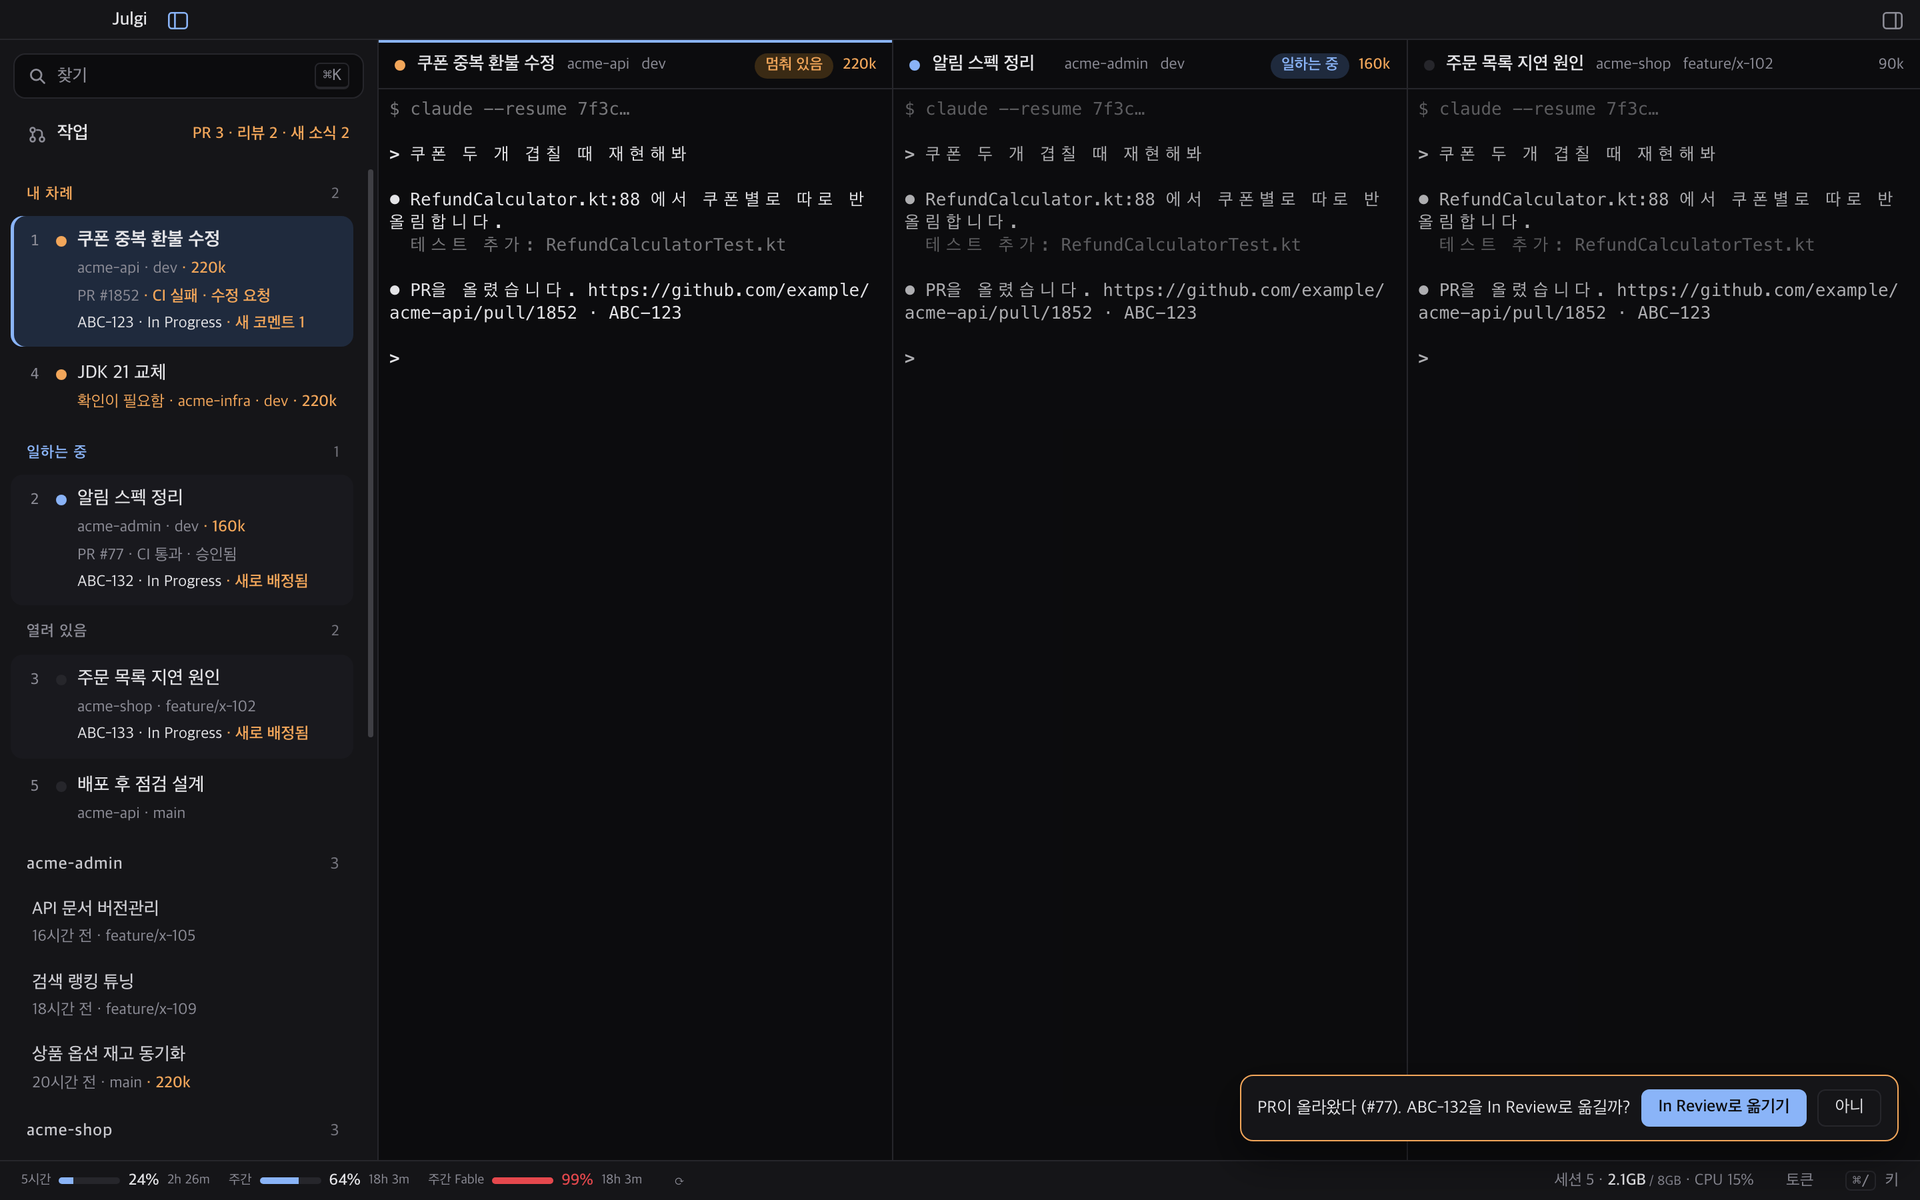 Julgi
찾기 ⌘K
작업 PR 3 · 리뷰 2 · 새 소식 2
내 차례 2
1 쿠폰 중복 환불 수정
acme-api · dev · 220k
PR #1852 · CI 실패 · 수정 요청
ABC-123 · In Progress · 새 코멘트 1
4 JDK 21 교체
확인이 필요함 · acme-infra · dev · 220k
일하는 중 1
2 알림 스펙 정리
acme-admin · dev · 160k
PR #77 · CI 통과 · 승인됨
ABC-132 · In Progress · 새로 배정됨
열려 있음 2
3 주문 목록 지연 원인
acme-shop · feature/x-102
ABC-133 · In Progress · 새로 배정됨
5 배포 후 점검 설계
acme-api · main
acme-admin 3
API 문서 버전관리
16시간 전 · feature/x-105
검색 랭킹 튜닝
18시간 전 · feature/x-109
상품 옵션 재고 동기화
20시간 전 · main · 220k
acme-shop 3
쿠폰 중복 환불 수정 acme-api dev 멈춰 있음 220k
$ claude --resume 7f3c…
> 쿠폰 두 개 겹칠 때 재현해봐
● RefundCalculator.kt:88 에서 쿠폰별로 따로 반
올림합니다.
테스트 추가: RefundCalculatorTest.kt
● PR을 올렸습니다. https://github.com/example/
acme-api/pull/1852 · ABC-123
>
알림 스펙 정리 acme-admin dev 일하는 중 160k
$ claude --resume 7f3c…
> 쿠폰 두 개 겹칠 때 재현해봐
● RefundCalculator.kt:88 에서 쿠폰별로 따로 반
올림합니다.
테스트 추가: RefundCalculatorTest.kt
● PR을 올렸습니다. https://github.com/example/
acme-api/pull/1852 · ABC-123
>
주문 목록 지연 원인 acme-shop feature/x-102 90k
$ claude --resume 7f3c…
> 쿠폰 두 개 겹칠 때 재현해봐
● RefundCalculator.kt:88 에서 쿠폰별로 따로 반
올림합니다.
테스트 추가: RefundCalculatorTest.kt
● PR을 올렸습니다. https://github.com/example/
acme-api/pull/1852 · ABC-123
>
PR이 올라왔다 (#77). ABC-132을 In Review로 옮길까? In Review로 옮기기 아니
5시간 24% 2h 26m 주간 64% 18h 3m 주간 Fable 99% 18h 3m
세션 5 · 2.1GB / 8GB · CPU 15% 토큰 ⌘/ 키